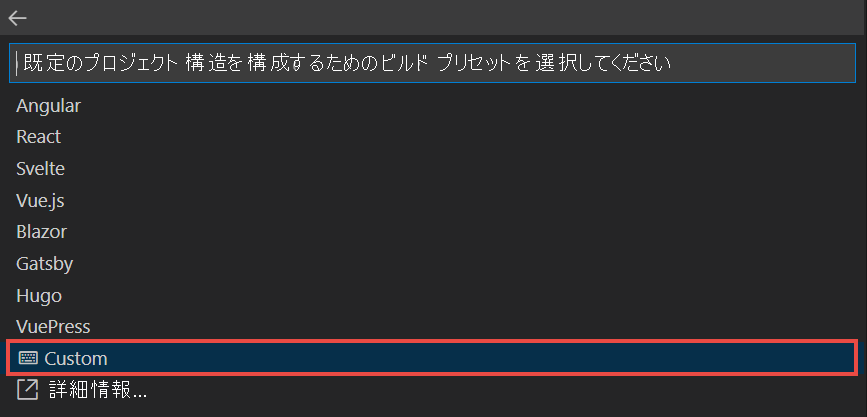 既定のプロジェクト構造を構成するためのビルド プリセットを選択してください
Angular
React
Svelte
Vue.js
Blazor
Gatsby
Hugo
VuePress
Custom
詳細情報...